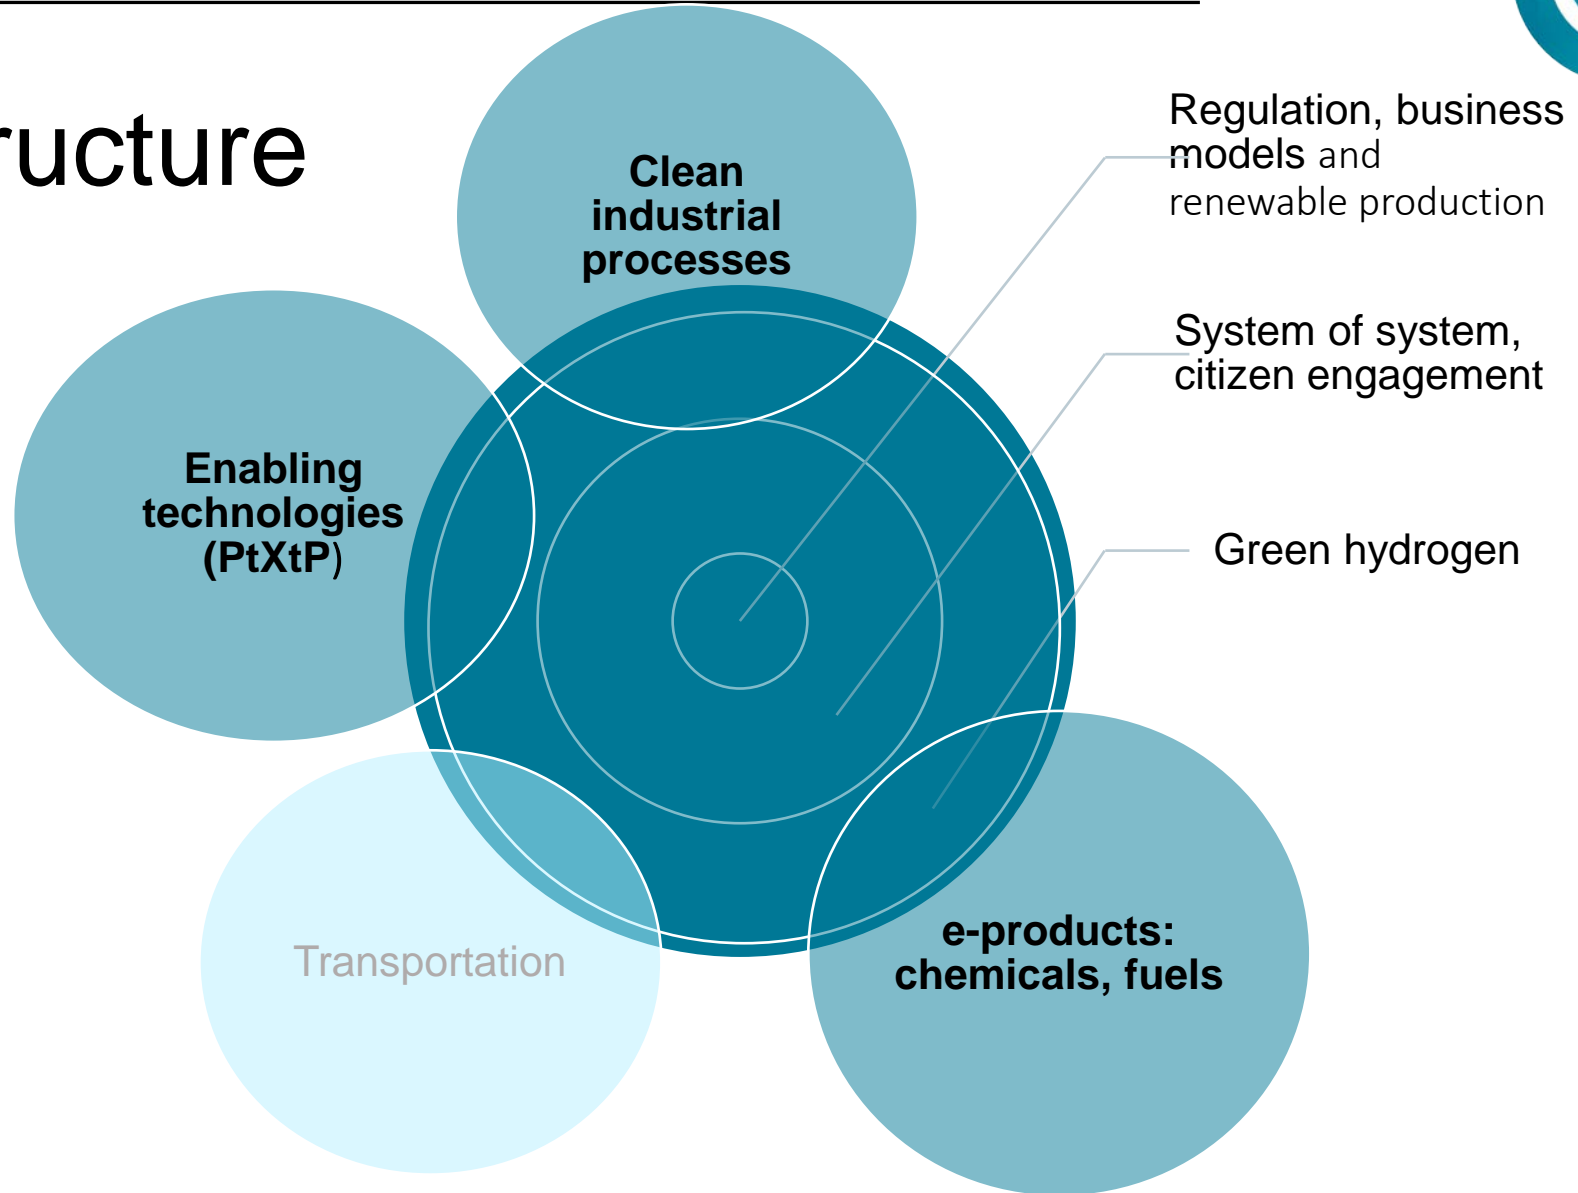 ructure
Clean
industrial
processes
Regulation, business
models and
renewable production
System of system,
citizen engagement
Enabling
technologies
(PtXtP)
Green hydrogen
Transportation
e-products:
chemicals, fuels